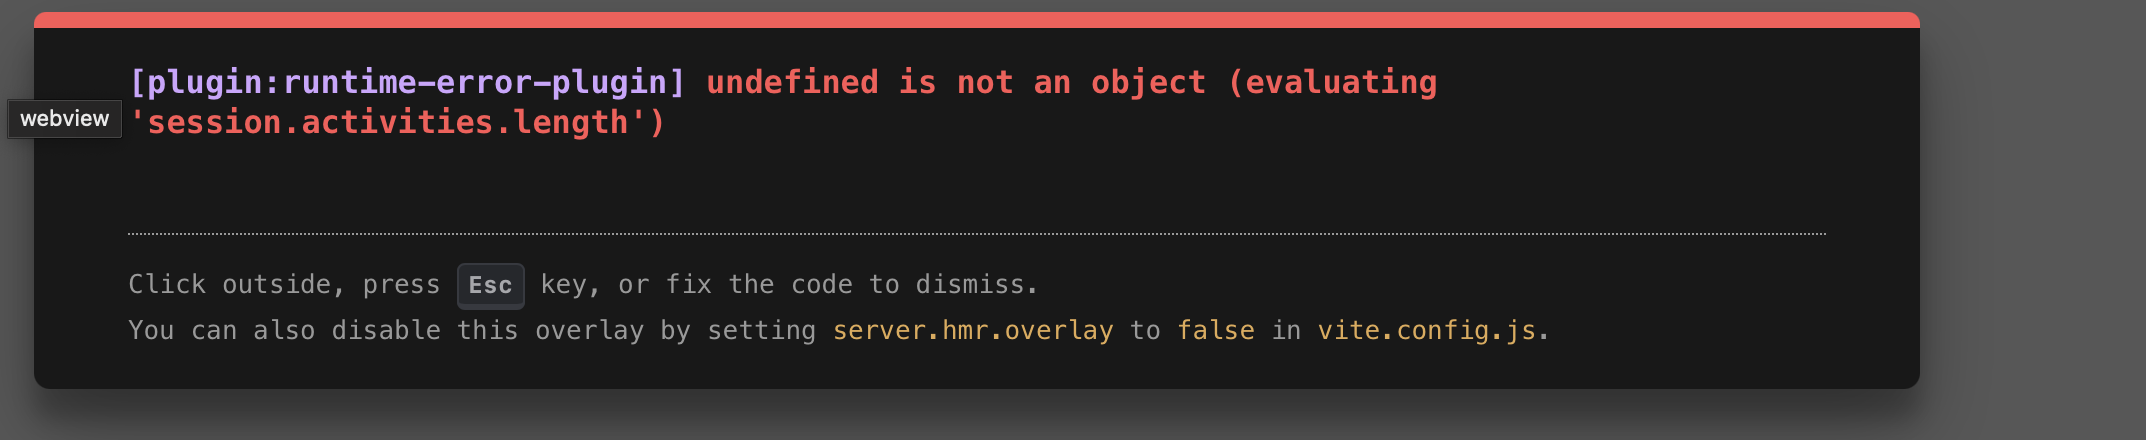 [plugin:runtime-error-plugin] undefined is not an object (evaluating
'session.activities.length')
webview
Click outside, press Esc key, or fix the code to dismiss.
You can also disable this overlay by setting server.hmr.overlay to false in vite.config.js.